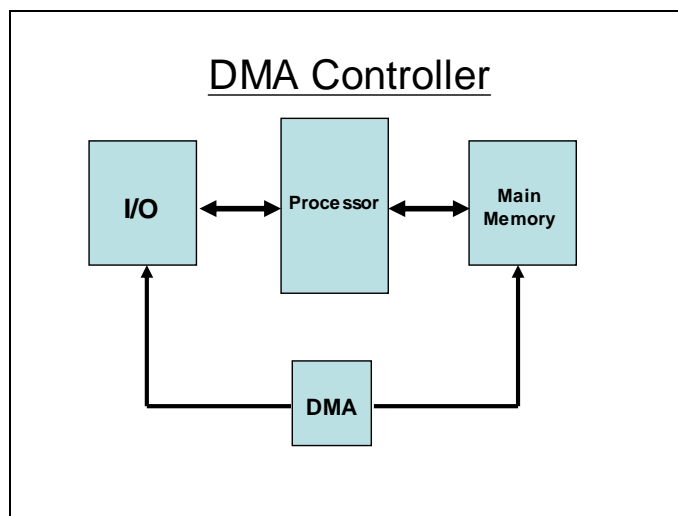 DMA Controller
I/O
Processor
Main
Memory
DMA